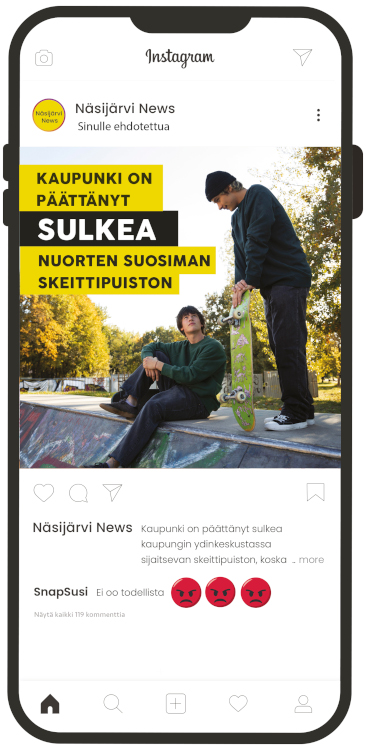 Instagram
Näsijärvi
News
Näsijärvi News
Sinulle ehdotettua
KAUPUNKI ON
PÄÄTTÄNYT
SULKEA
NUORTEN SUOSIMAN
SKEITTIPUISTON
Näsijärvi News Kaupunki on päättänyt sulkea
kaupungin ydinkeskustassa
sijaitsevan skeittipuiston, koska ... more
SnapSusi Ei oo todellista 😡😡😡
Näytä kaikki 119 kommenttia